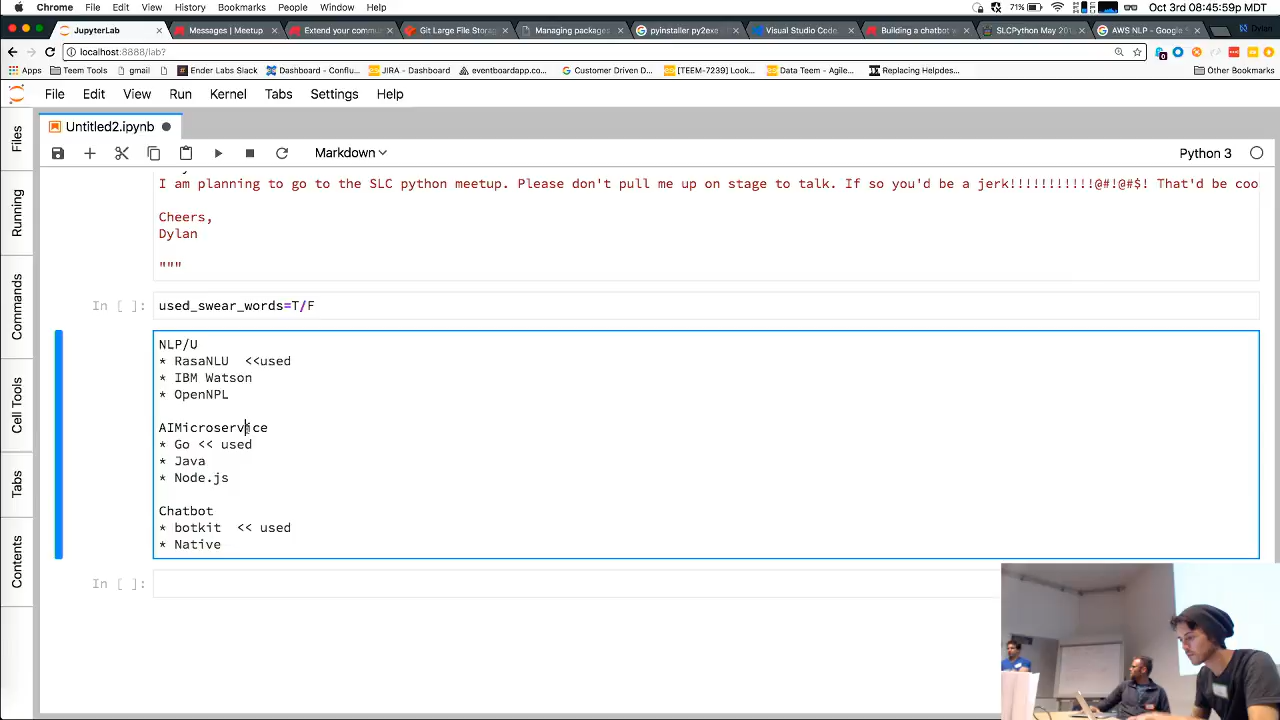 Chrome File Edit View History Bookmarks People Window Help 71% Oct 3rd 08:45:59p MDT
JupyterLab Messages | Meetup Extend your commu Git Large File Storag Managing packages pyinstaller py2exe Visual Studio Code. Building a chatbot w SLCPython May 201 AWS NLP - Google S Dylan
localhost:8888/lab?
Apps Teem Tools gmail Ender Labs Slack Dashboard - Conflu... JIRA - Dashboard eventboardapp.co... Customer Driven D... [TEEM-7239] Look... Data Teem - Agile... Replacing Helpdes... Other Bookmarks
File Edit View Run Kernel Tabs Settings Help
Untitled2.ipynb
Markdown Python 3
Files
Running
Commands
Cell Tools
Tabs
Contents
I am planning to go to the SLC python meetup. Please don't pull me up on stage to talk. If so you'd be a jerk!!!!!!!!!!!@#!@#$! That'd be coo
Cheers,
Dylan
"""
In [ ]: used_swear_words=T/F
NLP/U
* RasaNLU <<used
* IBM Watson
* OpenNPL
AIMicroservice
* Go << used
* Java
* Node.js
Chatbot
* botkit << used
* Native
In [ ]: